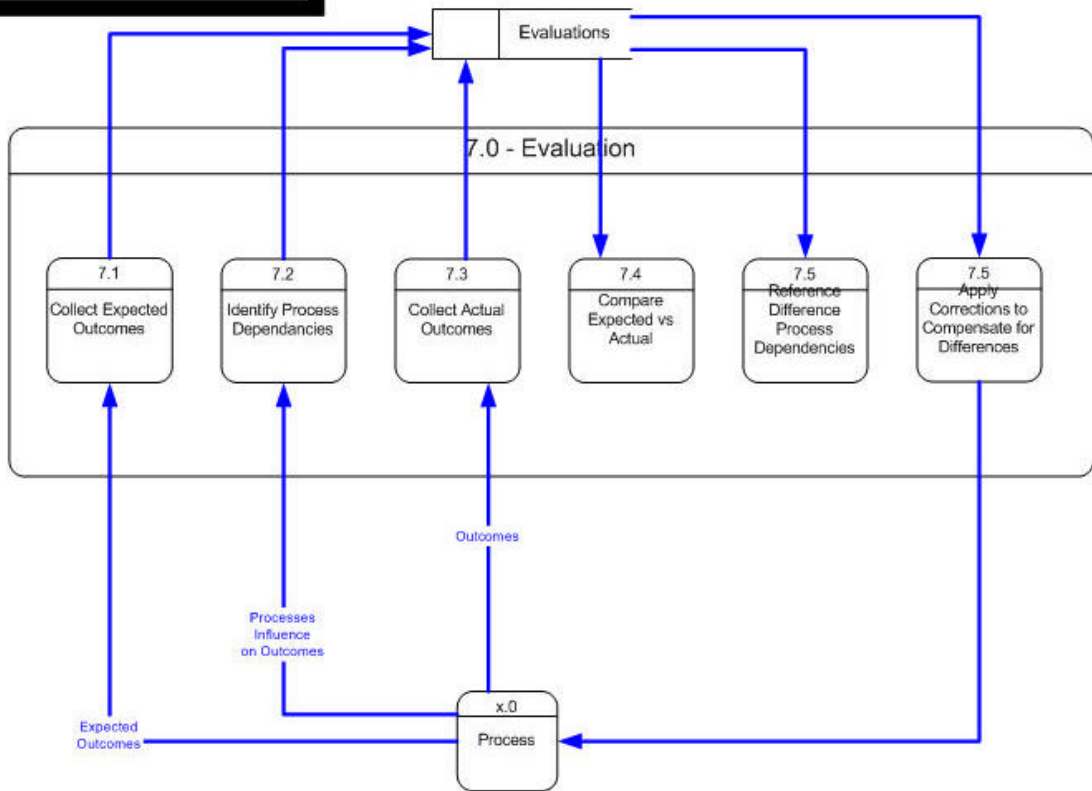 Evaluations
7.0 - Evaluation
7.1
Collect Expected
Outcomes
7.2
Identify Process
Dependancies
7.3
Collect Actual
Outcomes
7.4
Compare
Expected vs
Actual
7.5
Reference
Difference
Process
Dependencies
7.5
Apply
Corrections to
Compensate for
Differences
Outcomes
Processes
Influence
on Outcomes
Expected
Outcomes
x.0
Process